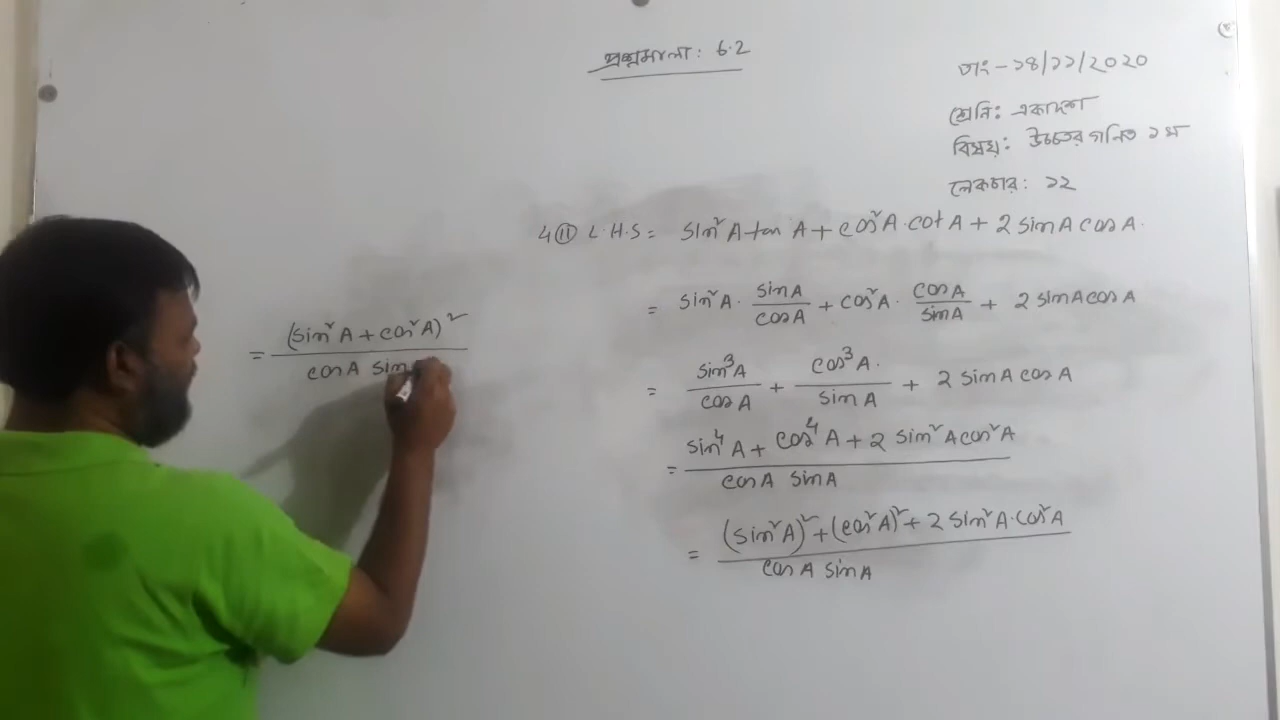 প্রশ্নমালা: 6.2
তাং-১৪/১১/২০২০
শ্রেনি: একাদশ
বিষয়: উচ্চতর গনিত ১ম
লেকচার: ১২
4 ⑪ L.H.S = sin²A tan A + cos²A.cot A + 2 sinA cosA.
= sin²A. sinA/cosA + cos²A. cosA/sinA + 2 sinA cosA
= sin³A/cosA + cos³A./sinA + 2 sinA cosA
= sin⁴A + cos⁴A + 2 sin²A cos²A / cosA sinA
= (sin²A)² + (cos²A)² + 2 sin²A.cos²A / cosA sinA
= (sin²A + cos²A)² / cosA sin